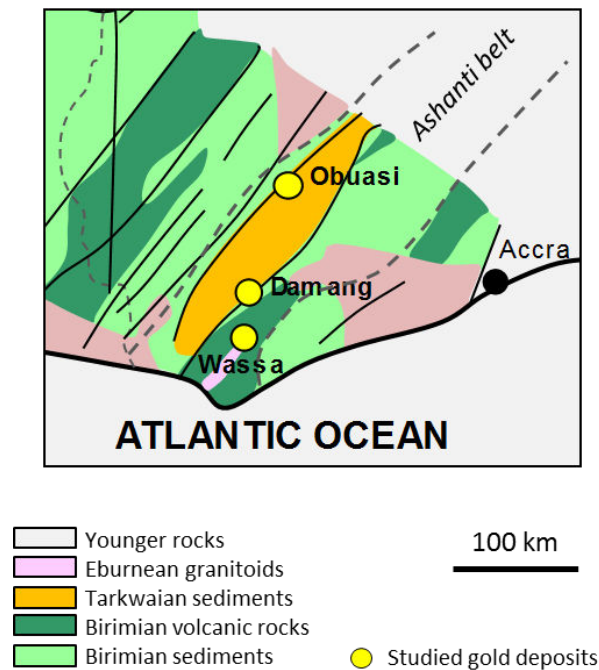 Ashanti belt
Obuasi
Accra
Damang
Wassa
ATLANTIC OCEAN
Younger rocks
Eburnean granitoids
Tarkwaian sediments
Birimian volcanic rocks
Birimian sediments
100 km
Studied gold deposits